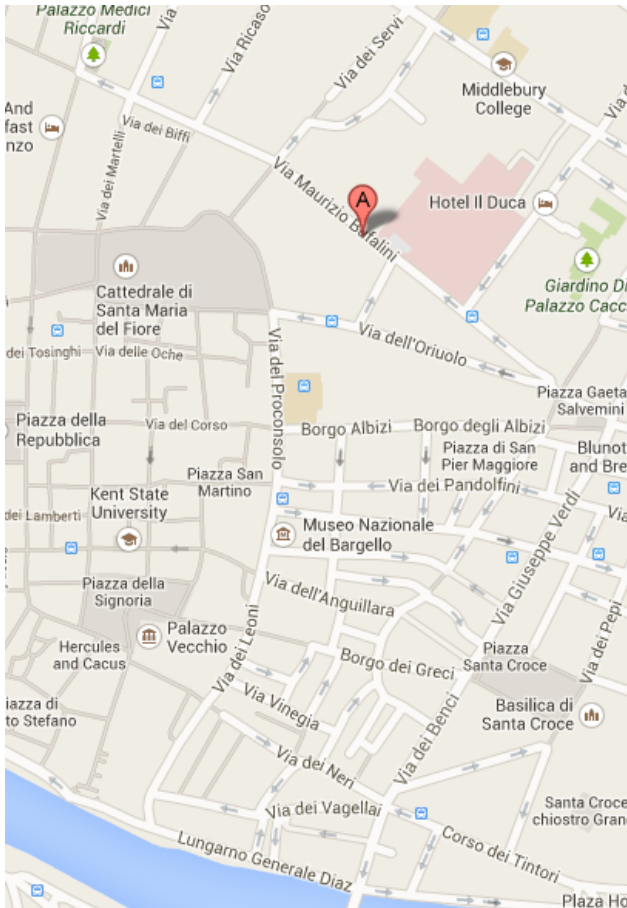 Palazzo Medici
Riccardi
Via Ricaso
Via dei Servi
Middlebury
College
Via d
And
fast
nzo
Via dei Biffi
Via dei Martelli
Via Maurizio Bufalini
A
Hotel Il Duca
Giardino Di
Palazzo Cacc
Cattedrale di
Santa Maria
del Fiore
dei Tosinghi
Via delle Oche
Via del Proconsolo
Via dell'Oriuolo
Piazza Gaeta
Salvemini
Piazza della
Repubblica
Via del Corso
Borgo Albizi
Borgo degli Albizi
Piazza di San
Pier Maggiore
Blunot
and Bre
Piazza San
Martino
Via dei Pandolfini
Kent State
University
dei Lamberti
Museo Nazionale
del Bargello
Via Giuseppe Verdi
Via
Piazza della
Signoria
Via dell'Anguillara
Via dei Pepi
Palazzo
Vecchio
Hercules
and Cacus
Via dei Leoni
Borgo dei Greci
Piazza
Santa Croce
Via Vinegia
Basilica di
Santa Croce
iazza di
to Stefano
Via dei Benci
Via dei Neri
Via dei Vagellai
Santa Croce
chiostro Gran
Corso dei Tintori
Lungarno Generale Diaz
Plaza Ho